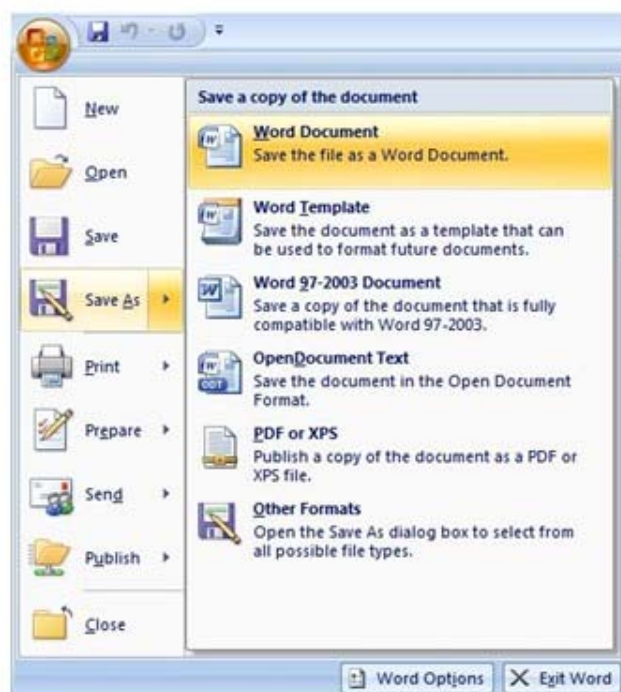 New
Open
Save
Save As
Print
Prepare
Send
Publish
Close
Save a copy of the document
Word Document
Save the file as a Word Document.
Word Template
Save the document as a template that can
be used to format future documents.
Word 97-2003 Document
Save a copy of the document that is fully
compatible with Word 97-2003.
OpenDocument Text
Save the document in the Open Document
Format.
PDF or XPS
Publish a copy of the document as a PDF or
XPS file.
Other Formats
Open the Save As dialog box to select from
all possible file types.
Word Options
Exit Word